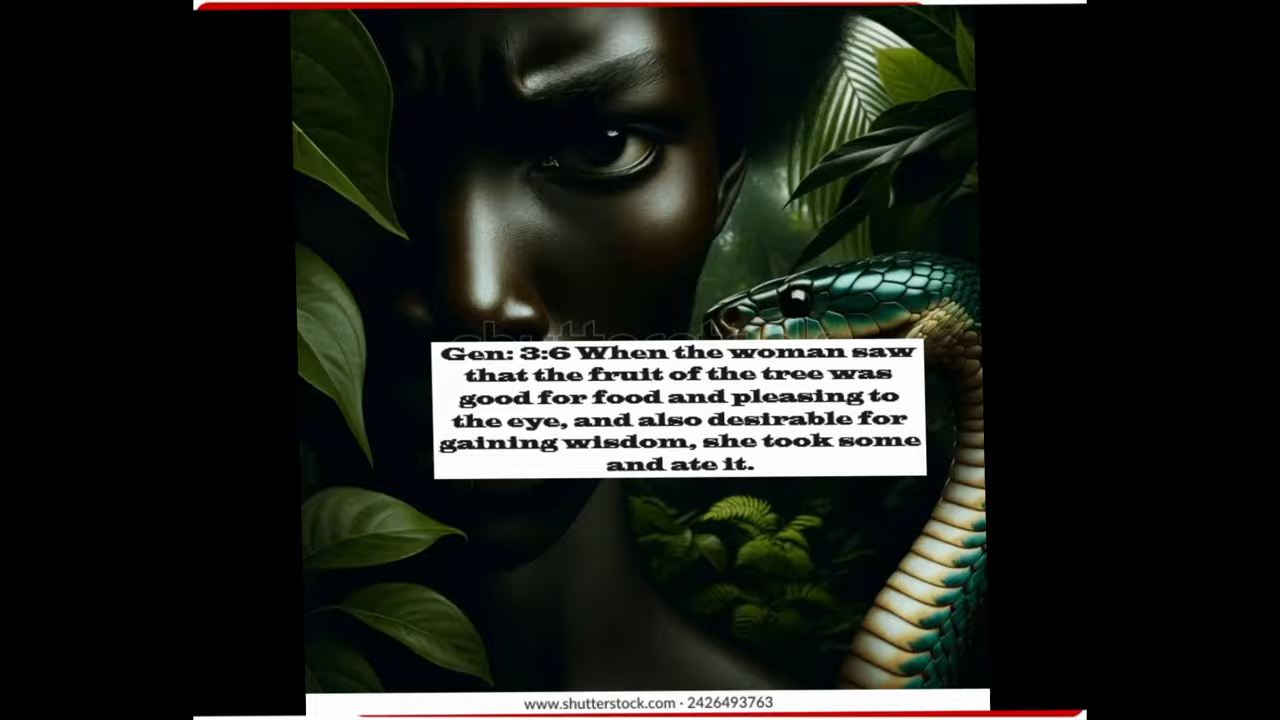 shutterstock
Gen: 3:6 When the woman saw
that the fruit of the tree was
good for food and pleasing to
the eye, and also desirable for
gaining wisdom, she took some
and ate it.
www.shutterstock.com · 2426493763